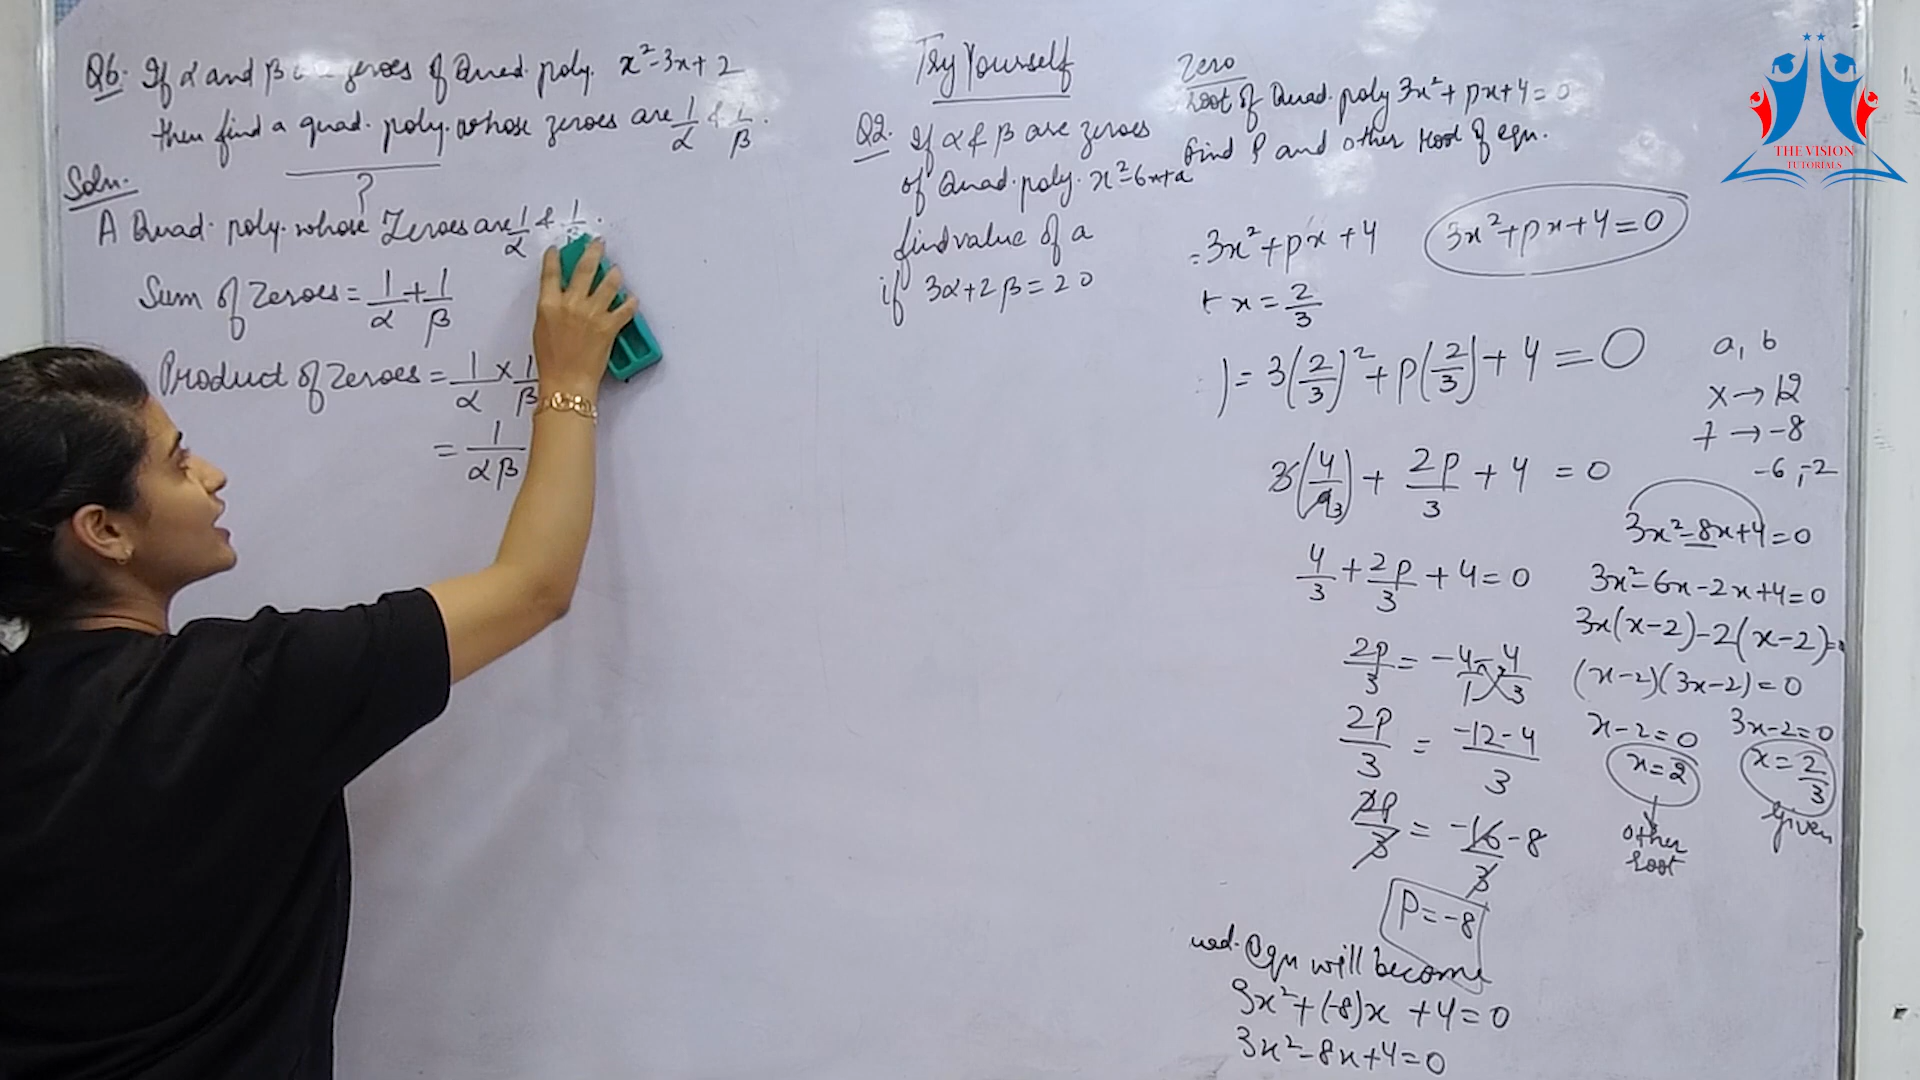 Q6. If α and β zeroes of Quad. poly. x²-3x+2
then find a quad. poly. whose zeroes are 1/α & 1/β.
?
Soln.
A Quad. poly. whose Zeroes are 1/α & 1/β.
Sum of Zeroes = 1/α + 1/β
Product of Zeroes = 1/α × 1/β
= 1/αβ
Try Yourself
Q2. If α & β are zeroes
of Quad. poly. x²-6x+a
find value of a
if 3α+2β=20
Zero
Root of Quad. poly 3x²+px+4=0
find P and other root of eqn.
= 3x²+px+4
3x²+px+4=0
x = 2/3
) = 3(2/3)²+p(2/3)+4=0
3(4/9 3)+ 2p/3 + 4 = 0
4/3 + 2p/3 + 4 = 0
2p/3 = -4/1 - 4/3
2p/3 = -12-4/3
2p/3 = -16/3 -8
P=-8
Eqn will become
3x²+(-8)x+4=0
3x²-8x+4=0
a, b
× → 12
+ → -8
-6, -2
3x²-8x+4=0
3x²-6x-2x+4=0
3x(x-2)-2(x-2)=
(x-2)(3x-2)=0
x-2=0 3x-2=0
x=2 x=2/3
other root
given
THE VISION
TUTORIALS